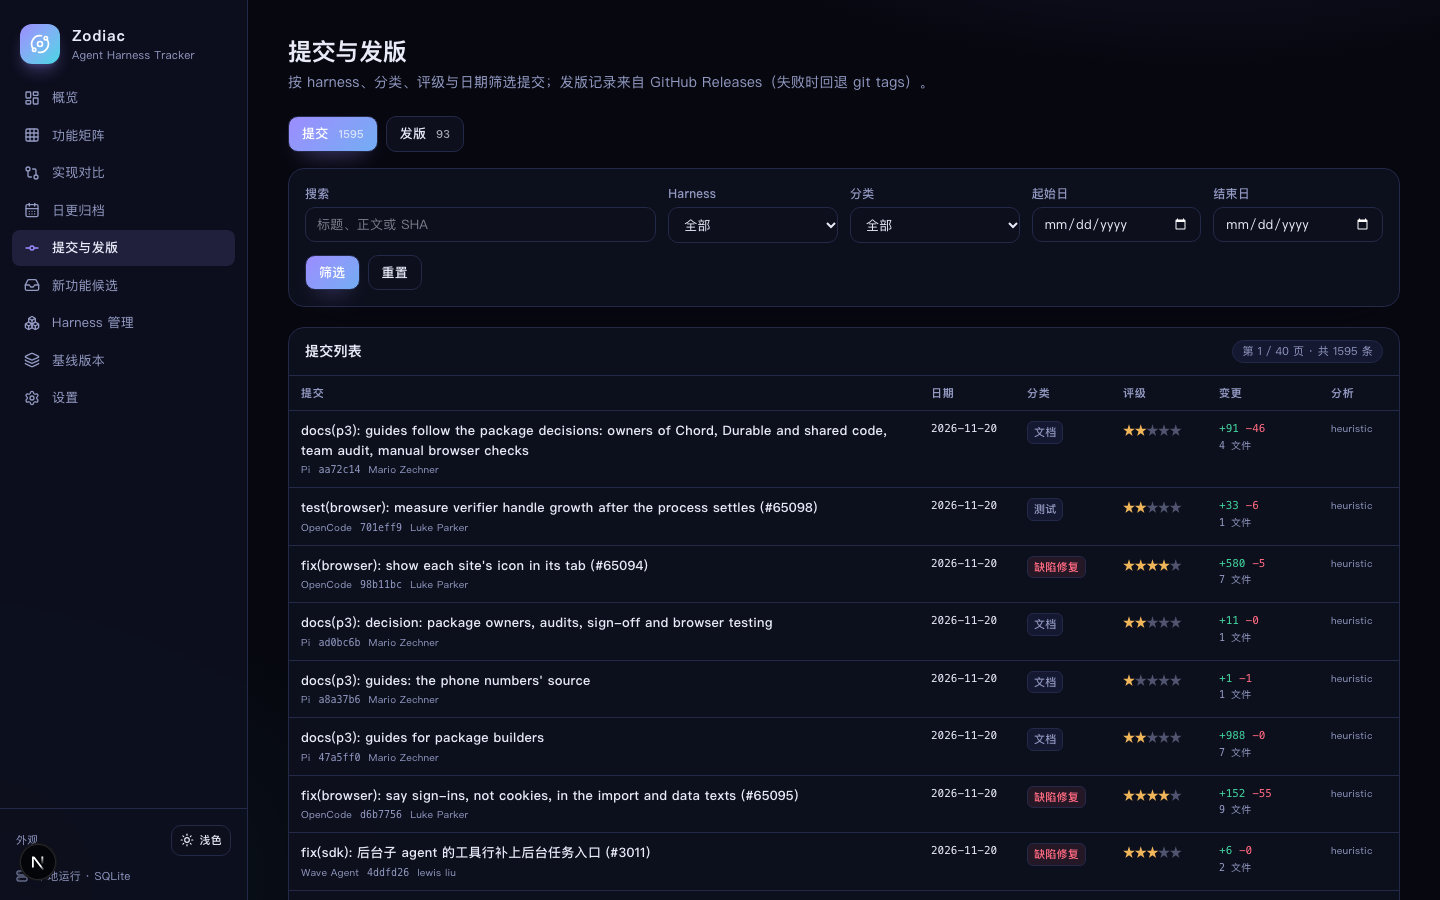 Zodiac
Agent Harness Tracker
概览
功能矩阵
实现对比
日更归档
提交与发版
新功能候选
Harness 管理
基线版本
设置
外观
浅色
N
地运行 · SQLite
提交与发版
按 harness、分类、评级与日期筛选提交；发版记录来自 GitHub Releases（失败时回退 git tags）。
提交 1595
发版 93
搜索
Harness
分类
起始日
结束日
标题、正文或 SHA
全部
全部
mm/dd/yyyy
mm/dd/yyyy
筛选
重置
提交列表
第 1 / 40 页 · 共 1595 条
提交 日期 分类 评级 变更 分析
docs(p3): guides follow the package decisions: owners of Chord, Durable and shared code,
team audit, manual browser checks
Pi aa72c14 Mario Zechner
2026-11-20
文档
★★★★★
+91 −46
4 文件
heuristic
test(browser): measure verifier handle growth after the process settles (#65098)
OpenCode 701eff9 Luke Parker
2026-11-20
测试
★★★★★
+33 −6
1 文件
heuristic
fix(browser): show each site's icon in its tab (#65094)
OpenCode 98b11bc Luke Parker
2026-11-20
缺陷修复
★★★★★
+580 −5
7 文件
heuristic
docs(p3): decision: package owners, audits, sign-off and browser testing
Pi ad0bc6b Mario Zechner
2026-11-20
文档
★★★★★
+11 −0
1 文件
heuristic
docs(p3): guides: the phone numbers' source
Pi a8a37b6 Mario Zechner
2026-11-20
文档
★★★★★
+1 −1
1 文件
heuristic
docs(p3): guides for package builders
Pi 47a5ff0 Mario Zechner
2026-11-20
文档
★★★★★
+988 −0
7 文件
heuristic
fix(browser): say sign-ins, not cookies, in the import and data texts (#65095)
OpenCode d6b7756 Luke Parker
2026-11-20
缺陷修复
★★★★★
+152 −55
9 文件
heuristic
fix(sdk): 后台子 agent 的工具行补上后台任务入口 (#3011)
Wave Agent 4ddfd26 lewis liu
2026-11-20
缺陷修复
★★★★★
+6 −0
2 文件
heuristic